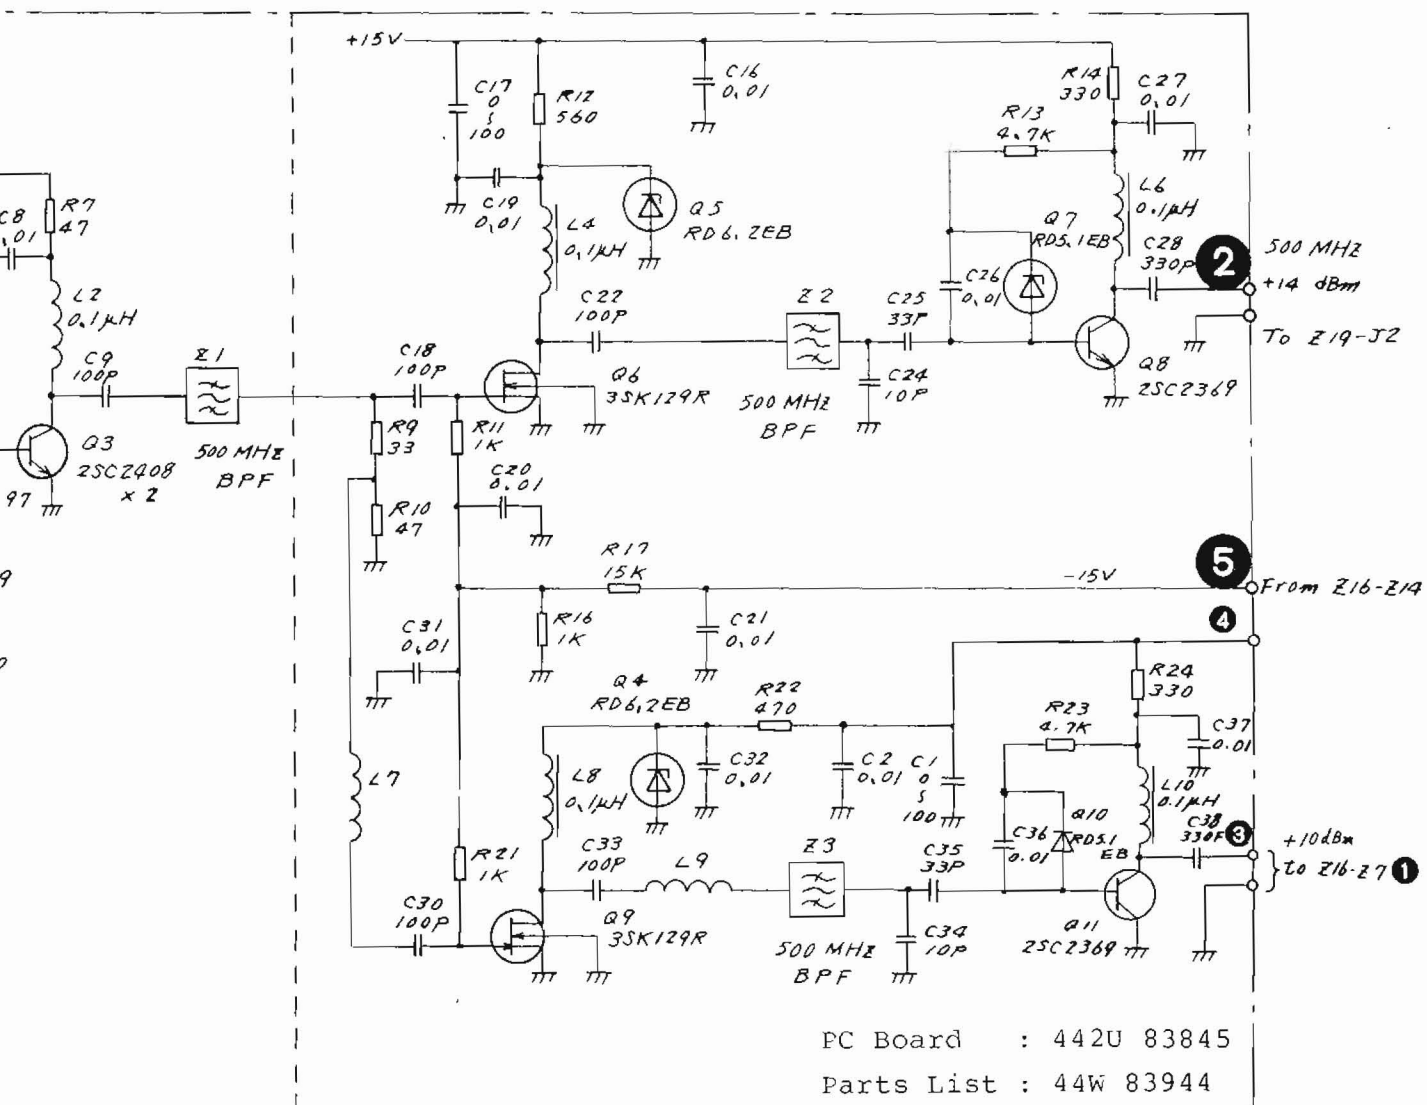 +15V
C17
0
∫
100
R12
560
C16
0.01
R14
330
C27
0.01
R13
4.7K
C8
.01
R7
47
C19
0.01
L4
0.1μH
Q5
RD6.2EB
L6
0.1μH
Q7
RD5.1EB
C28
330P
2
500 MHz
+14 dBm
To Z19-J2
L2
0.1μH
C22
100P
Z2
C25
33P
C26
0.01
C9
100P
Z1
C18
100P
Q6
3SK129R
500 MHz
BPF
C24
10P
Q8
2SC2369
Q3
2SC2408
x 2
97
500 MHz
BPF
R9
33
R11
1K
C20
0.01
R10
47
R17
15K
-15V
5
From Z16-Z14
9
C31
0.01
R16
1K
C21
0.01
4
Q4
RD6.2EB
R22
470
R24
330
R23
4.7K
C37
0.01
L7
L8
0.1μH
C32
0.01
C2
0.01
C1
0
∫
100
L10
0.1μH
Q10
RD5.1
EB
C36
0.01
C38
330F
3
+10dBm
to Z16-Z7 1
R21
1K
C33
100P
L9
Z3
C35
33P
C30
100P
Q9
3SK129R
500 MHz
BPF
C34
10P
Q11
2SC2369
PC Board : 442U 83845
Parts List : 44W 83944